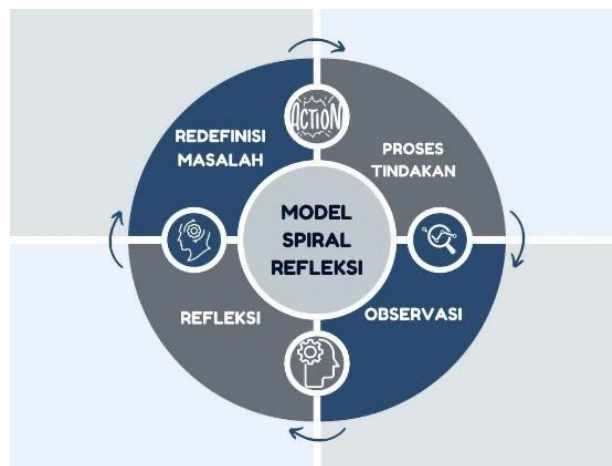 ACTION
REDEFINISI
MASALAH
PROSES
TINDAKAN
MODEL
SPIRAL
REFLEKSI
REFLEKSI
OBSERVASI